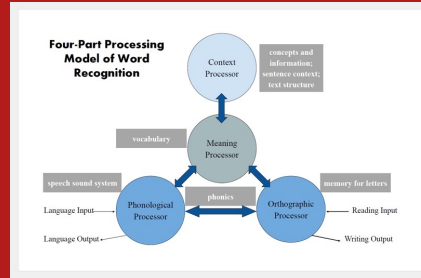 Four-Part Processing
Model of Word
Recognition
Context
Processor
concepts and
information;
sentence context;
text structure
vocabulary
Meaning
Processor
speech sound system
phonics
memory for letters
Language Input
Phonological
Processor
Orthographic
Processor
Reading Input
Language Output
Writing Output